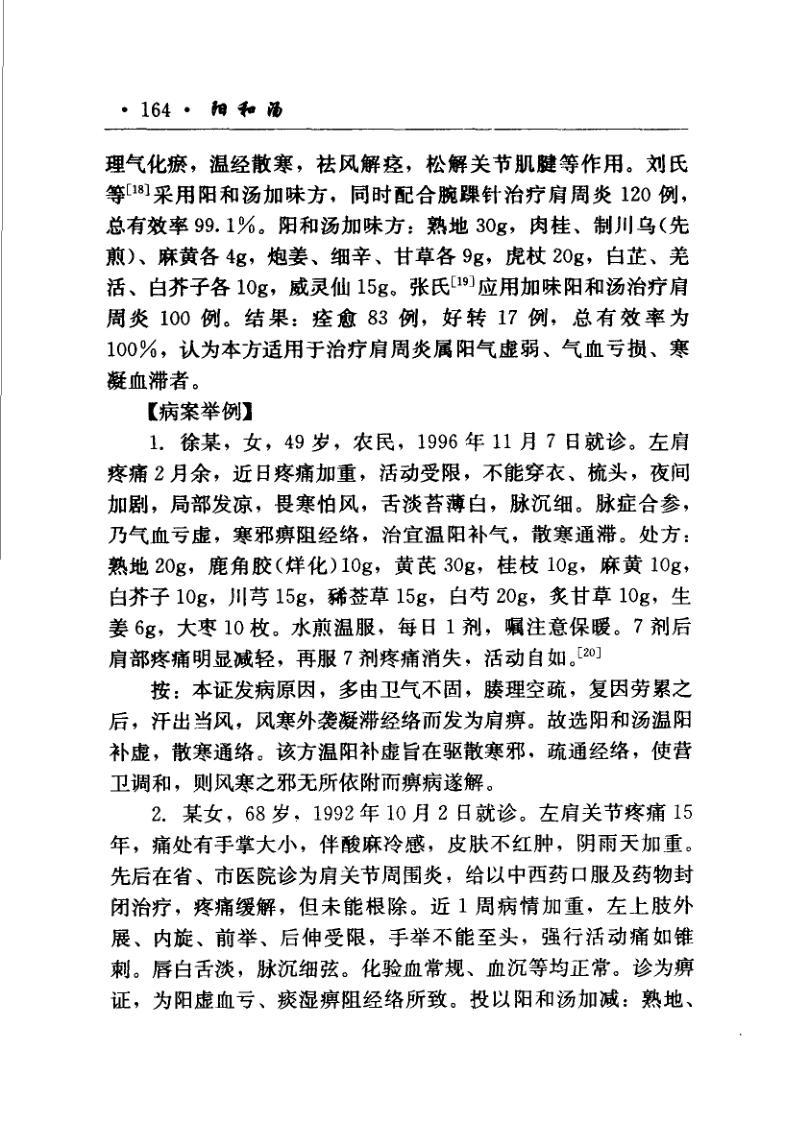 · 164 · 阳和汤
理气化瘀，温经散寒，祛风解痉，松解关节肌腱等作用。刘氏
等[18]采用阳和汤加味方，同时配合腕踝针治疗肩周炎 120 例，
总有效率 99.1%。阳和汤加味方：熟地 30g，肉桂、制川乌(先
煎)、麻黄各 4g，炮姜、细辛、甘草各 9g，虎杖 20g，白芷、羌
活、白芥子各 10g，威灵仙 15g。张氏[19]应用加味阳和汤治疗肩
周炎 100 例。结果：痊愈 83 例，好转 17 例，总有效率为
100%，认为本方适用于治疗肩周炎属阳气虚弱、气血亏损、寒
凝血滞者。
【病案举例】
1. 徐某，女，49 岁，农民，1996 年 11 月 7 日就诊。左肩
疼痛 2 月余，近日疼痛加重，活动受限，不能穿衣、梳头，夜间
加剧，局部发凉，畏寒怕风，舌淡苔薄白，脉沉细。脉症合参，
乃气血亏虚，寒邪痹阻经络，治宜温阳补气，散寒通滞。处方：
熟地 20g，鹿角胶(烊化)10g，黄芪 30g，桂枝 10g，麻黄 10g，
白芥子 10g，川芎 15g，豨莶草 15g，白芍 20g，炙甘草 10g，生
姜 6g，大枣 10 枚。水煎温服，每日 1 剂，嘱注意保暖。7 剂后
肩部疼痛明显减轻，再服 7 剂疼痛消失，活动自如。[20]
按：本证发病原因，多由卫气不固，腠理空疏，复因劳累之
后，汗出当风，风寒外袭凝滞经络而发为肩痹。故选阳和汤温阳
补虚，散寒通络。该方温阳补虚旨在驱散寒邪，疏通经络，使营
卫调和，则风寒之邪无所依附而痹病遂解。
2. 某女，68 岁，1992 年 10 月 2 日就诊。左肩关节疼痛 15
年，痛处有手掌大小，伴酸麻冷感，皮肤不红肿，阴雨天加重。
先后在省、市医院诊为肩关节周围炎，给以中西药口服及药物封
闭治疗，疼痛缓解，但未能根除。近 1 周病情加重，左上肢外
展、内旋、前举、后伸受限，手举不能至头，强行活动痛如锥
刺。唇白舌淡，脉沉细弦。化验血常规、血沉等均正常。诊为痹
证，为阳虚血亏、痰湿痹阻经络所致。投以阳和汤加减：熟地、